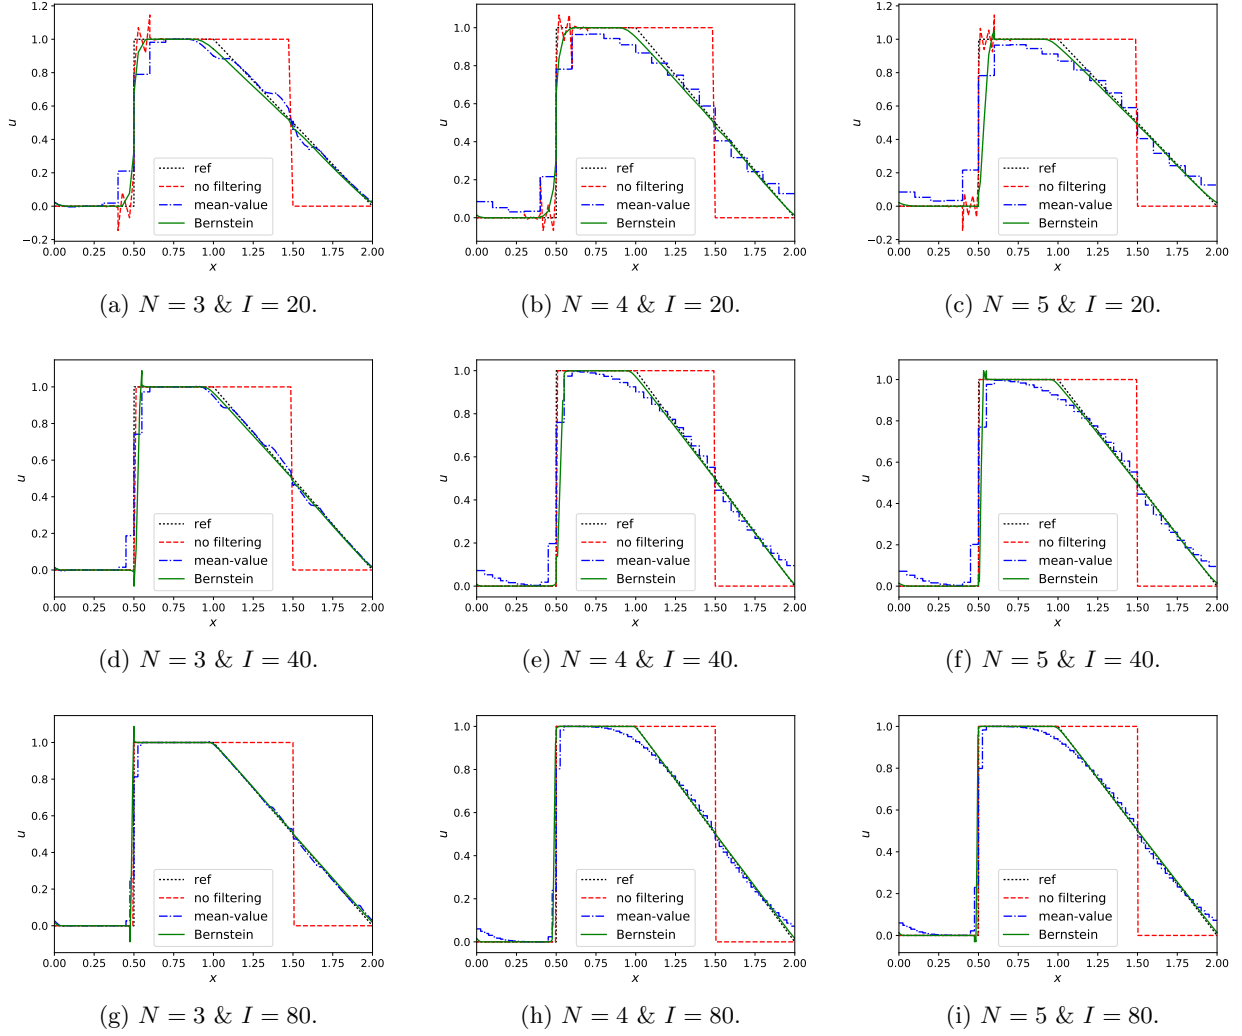 1.2
1.0
0.8
0.6
0.4
0.2
0.0
−0.2
u
ref
no filtering
mean-value
Bernstein
0.00 0.25 0.50 0.75 1.00 1.25 1.50 1.75 2.00
x
(a) N = 3 & I = 20.
1.0
0.8
0.6
0.4
0.2
0.0
u
ref
no filtering
mean-value
Bernstein
0.00 0.25 0.50 0.75 1.00 1.25 1.50 1.75 2.00
x
(b) N = 4 & I = 20.
1.2
1.0
0.8
0.6
0.4
0.2
0.0
−0.2
u
ref
no filtering
mean-value
Bernstein
0.00 0.25 0.50 0.75 1.00 1.25 1.50 1.75 2.00
x
(c) N = 5 & I = 20.
1.0
0.8
0.6
0.4
0.2
0.0
u
ref
no filtering
mean-value
Bernstein
0.00 0.25 0.50 0.75 1.00 1.25 1.50 1.75 2.00
x
(d) N = 3 & I = 40.
1.0
0.8
0.6
0.4
0.2
0.0
u
ref
no filtering
mean-value
Bernstein
0.00 0.25 0.50 0.75 1.00 1.25 1.50 1.75 2.00
x
(e) N = 4 & I = 40.
1.0
0.8
0.6
0.4
0.2
0.0
u
ref
no filtering
mean-value
Bernstein
0.00 0.25 0.50 0.75 1.00 1.25 1.50 1.75 2.00
x
(f) N = 5 & I = 40.
1.0
0.8
0.6
0.4
0.2
0.0
u
ref
no filtering
mean-value
Bernstein
0.00 0.25 0.50 0.75 1.00 1.25 1.50 1.75 2.00
x
(g) N = 3 & I = 80.
1.0
0.8
0.6
0.4
0.2
0.0
u
ref
no filtering
mean-value
Bernstein
0.00 0.25 0.50 0.75 1.00 1.25 1.50 1.75 2.00
x
(h) N = 4 & I = 80.
1.0
0.8
0.6
0.4
0.2
0.0
u
ref
no filtering
mean-value
Bernstein
0.00 0.25 0.50 0.75 1.00 1.25 1.50 1.75 2.00
x
(i) N = 5 & I = 80.